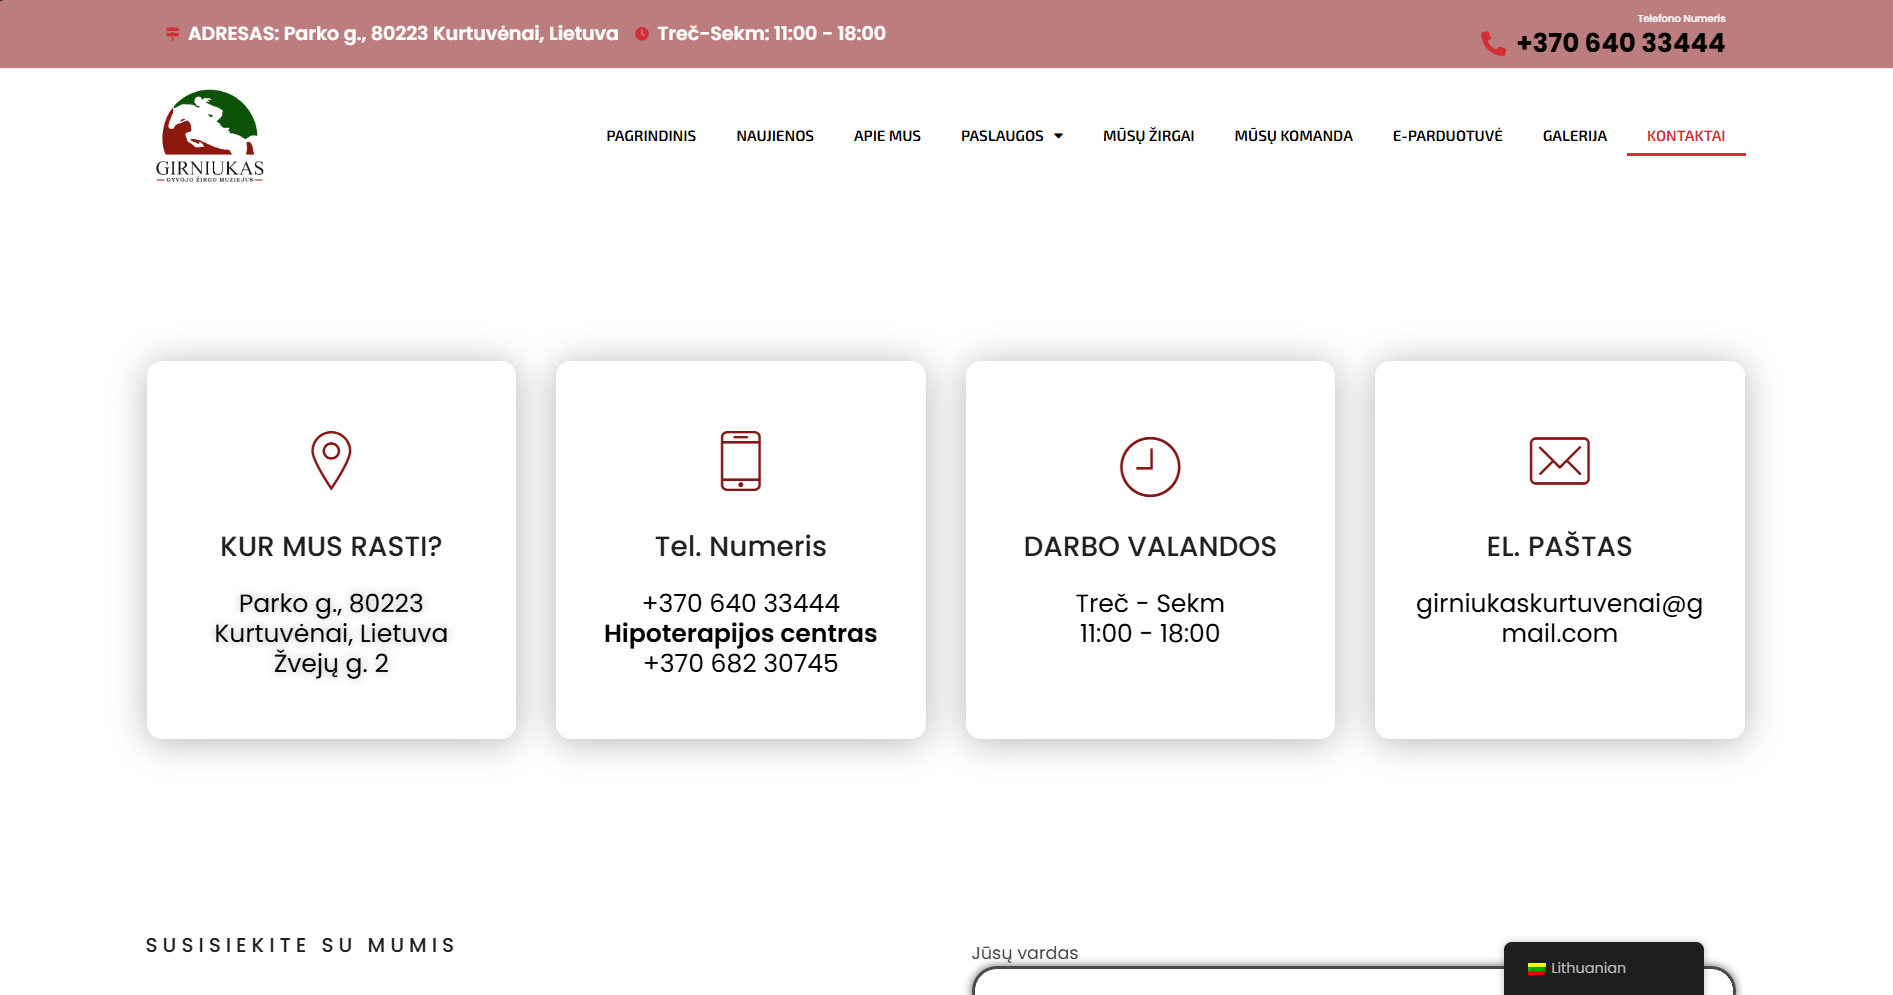 ADRESAS: Parko g., 80223 Kurtuvėnai, Lietuva
Treč-Sekm: 11:00 - 18:00
Telefono Numeris
+370 640 33444
GIRNIUKAS
GYVOJO ŽIRGO MUZIEJUS
PAGRINDINIS
NAUJIENOS
APIE MUS
PASLAUGOS
MŪSŲ ŽIRGAI
MŪSŲ KOMANDA
E-PARDUOTUVĖ
GALERIJA
KONTAKTAI
KUR MUS RASTI?
Parko g., 80223
Kurtuvėnai, Lietuva
Žvejų g. 2
Tel. Numeris
+370 640 33444
Hipoterapijos centras
+370 682 30745
DARBO VALANDOS
Treč - Sekm
11:00 - 18:00
EL. PAŠTAS
girniukaskurtuvenai@g
mail.com
SUSISIEKITE SU MUMIS
Jūsų vardas
Lithuanian